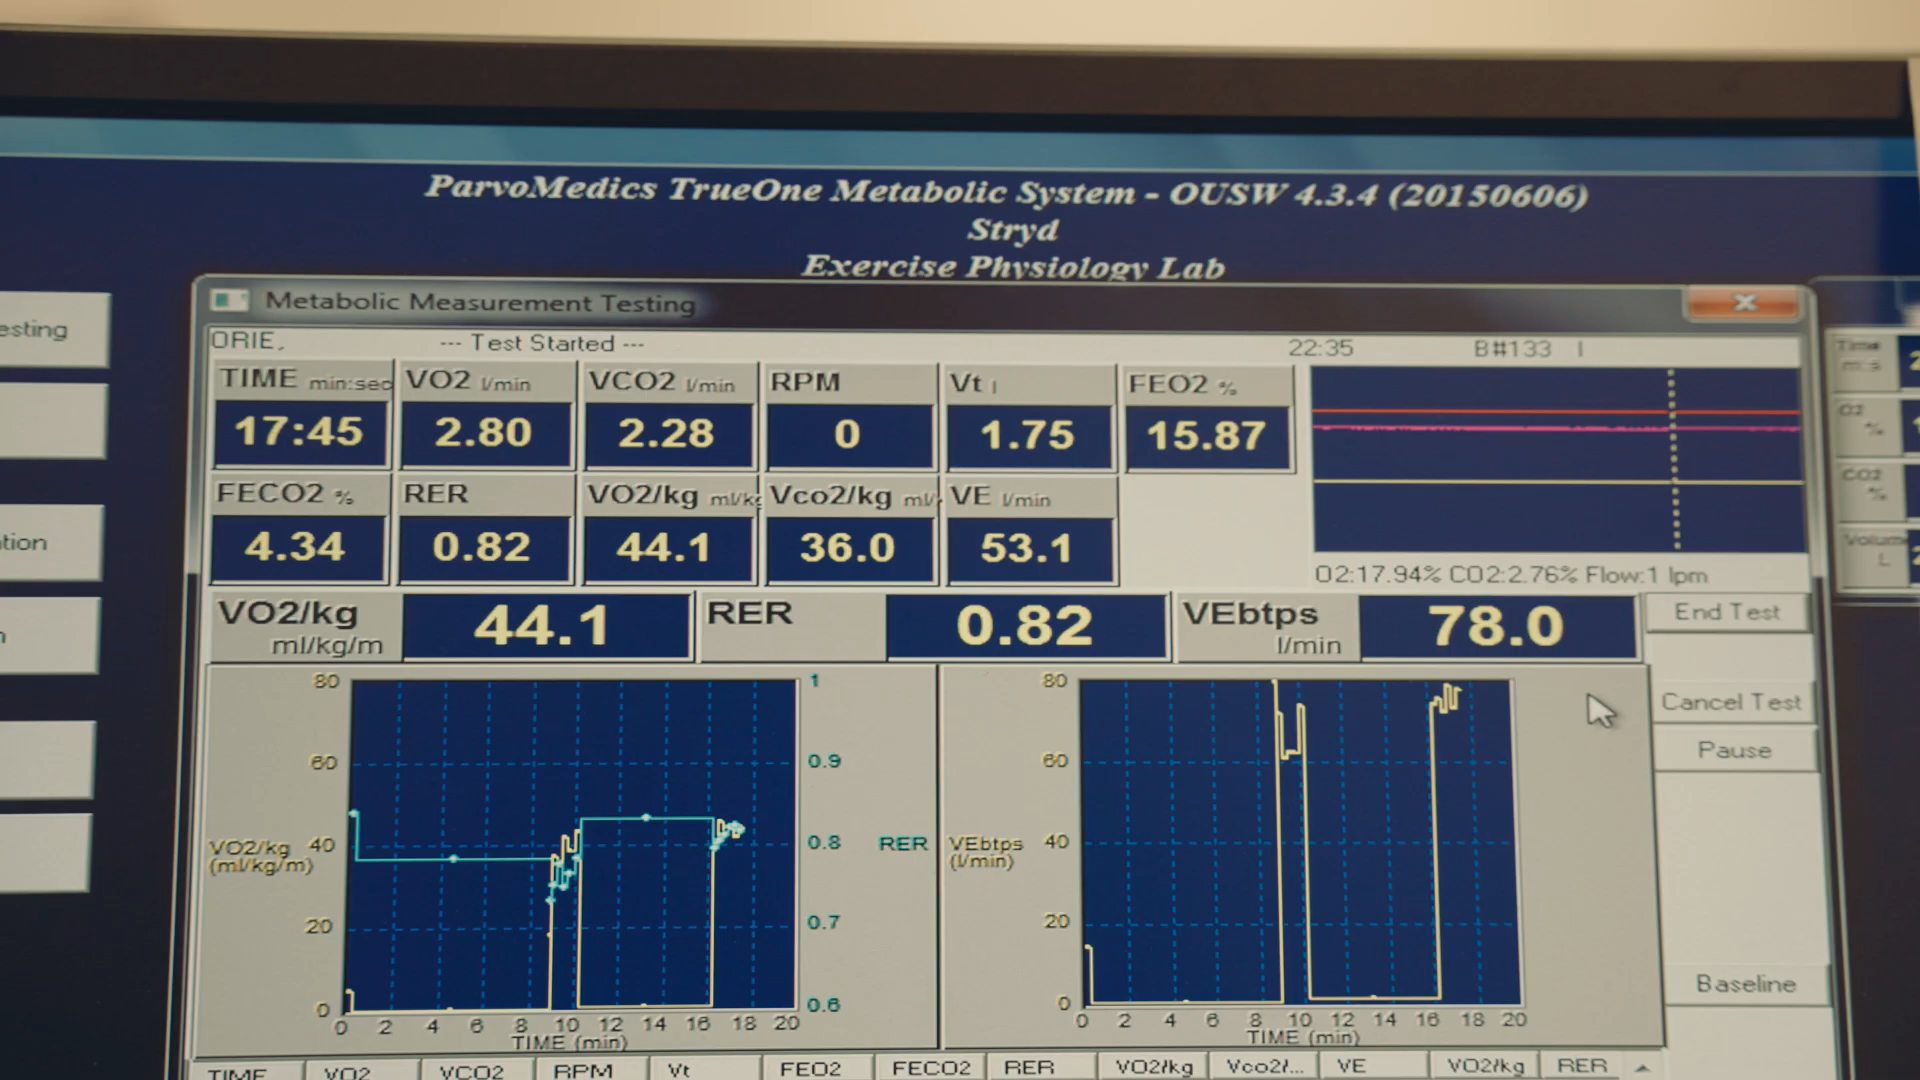 ParvoMedics TrueOne Metabolic System - OUSW 4.3.4 (20150606)
Stryd
Exercise Physiology Lab
Metabolic Measurement Testing
ORIE, --- Test Started --- 22:35 B#133 I
TIME min:sec VO2 l/min VCO2 l/min RPM Vt l FEO2 %
17:45 2.80 2.28 0 1.75 15.87
FECO2 % RER VO2/kg Vco2/kg VE l/min
4.34 0.82 44.1 36.0 53.1
O2:17.94% CO2:2.76% Flow:1 lpm
VO2/kg ml/kg/m 44.1 RER 0.82 VEbtps l/min 78.0
End Test
Cancel Test
Pause
Baseline
80 60 40 20 0
VO2/kg
(ml/kg/m)
1 0.9 0.8 0.7 0.6
RER
0 2 4 6 8 10 12 14 16 18 20
TIME (min)
80 60 40 20 0
VEbtps
(l/min)
0 2 4 6 8 10 12 14 16 18 20
TIME (min)
TIME VO2 VCO2 RPM Vt FEO2 FECO2 RER VO2/kg Vco2/... VE VO2/kg RER
esting
tion
Time
m:s
O2
%
CO2
%
Volum
L